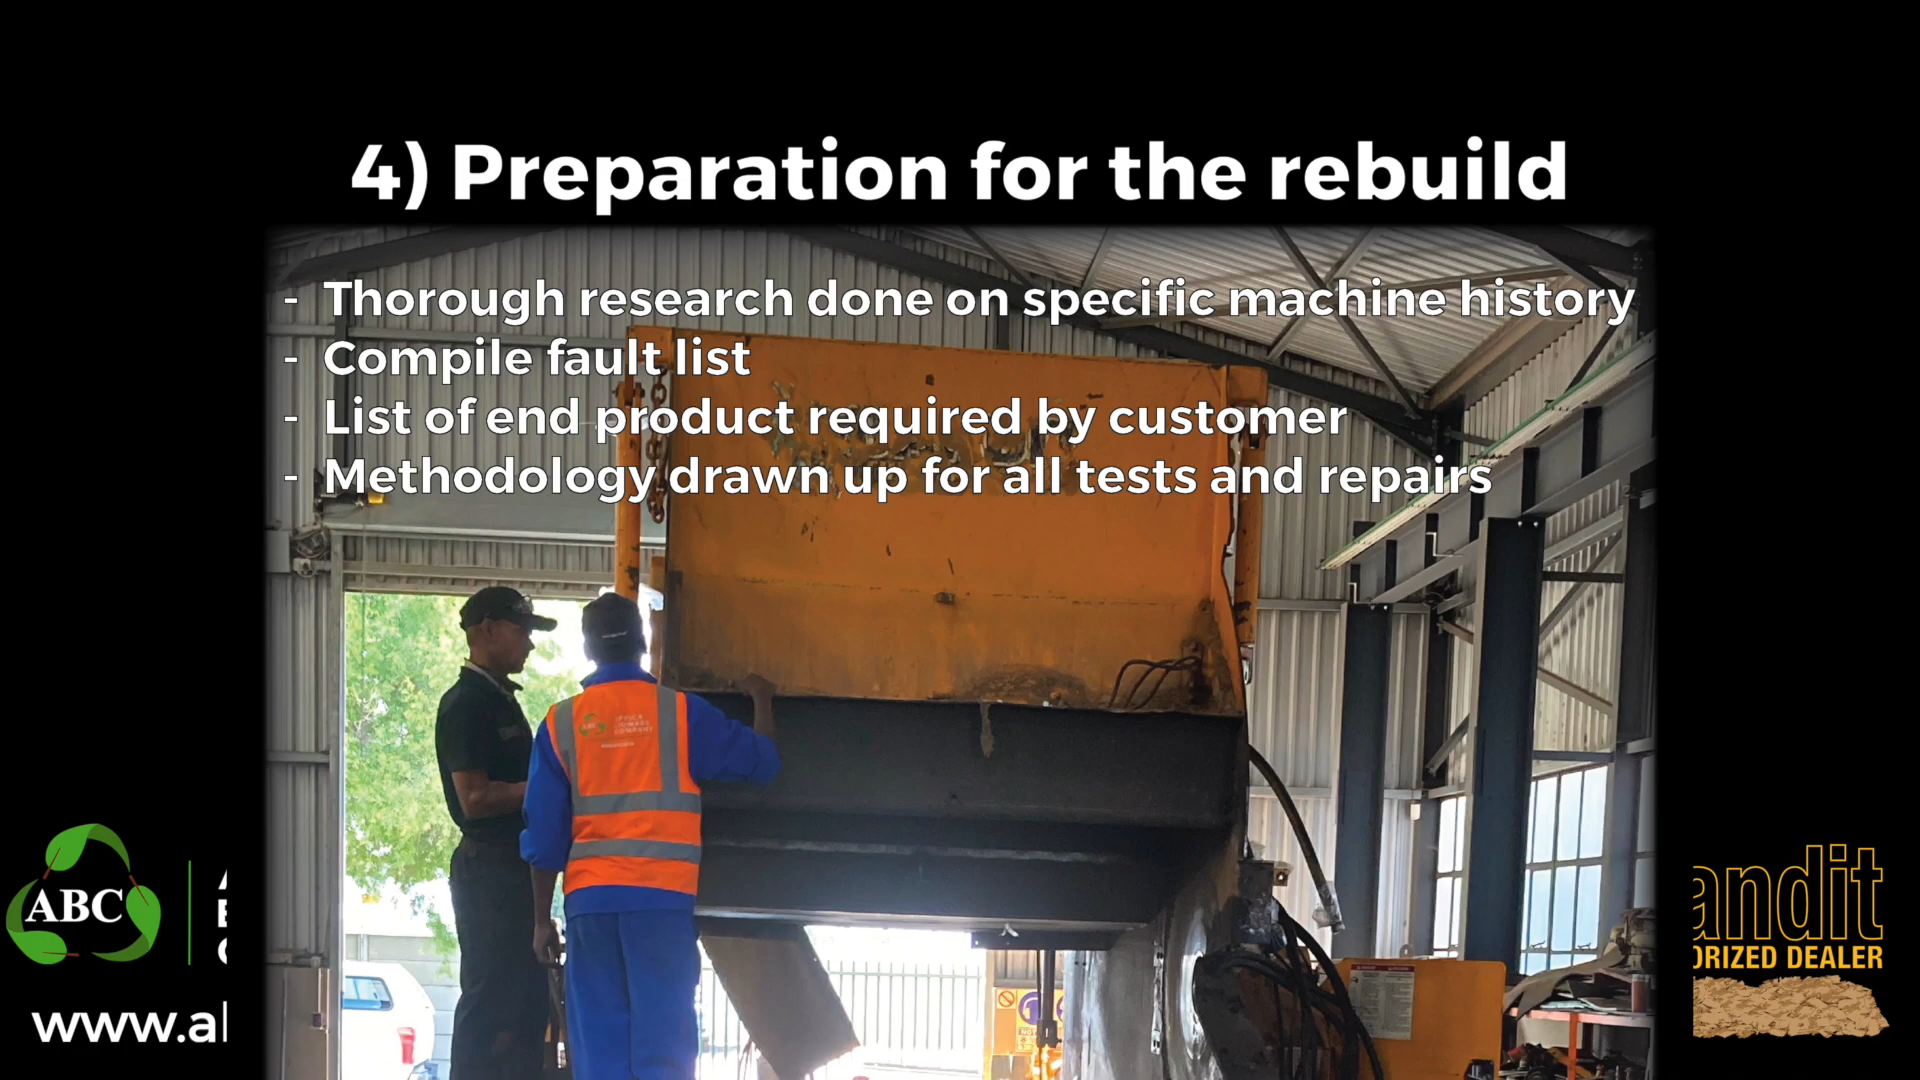 4) Preparation for the rebuild
- Thorough research done on specific machine history
- Compile fault list
- List of end product required by customer
- Methodology drawn up for all tests and repairs
ABC
www.a
andit
ORIZED DEALER
ABC